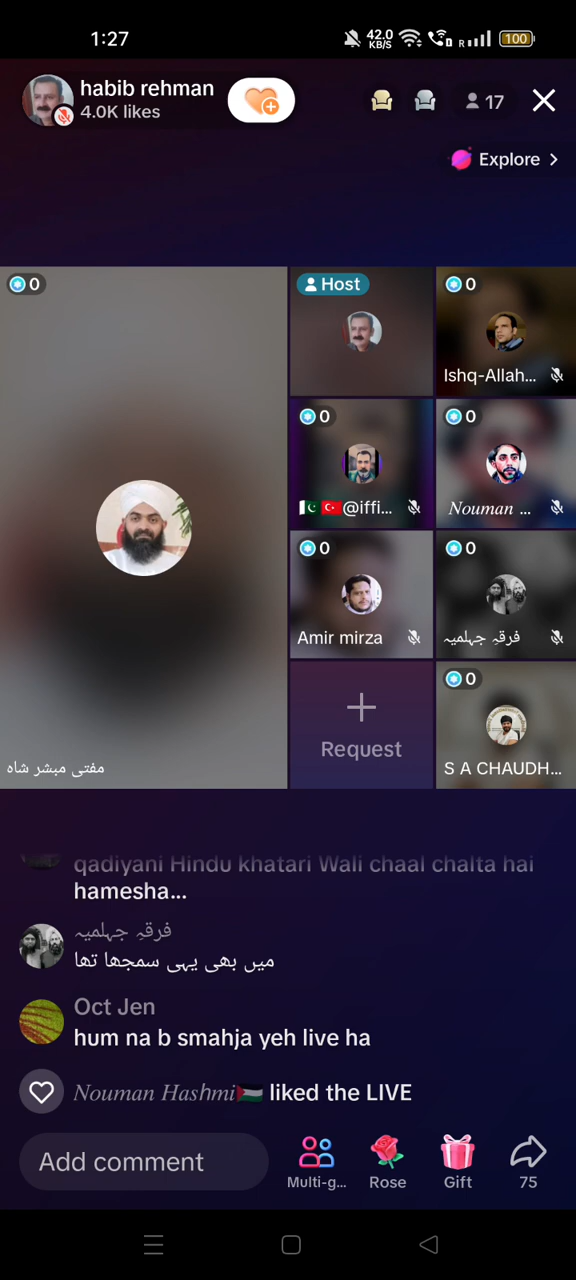 1:27
42.0
KB/S
R
100
habib rehman
4.0K likes
17
Explore
0
Host
0
Ishq-Allah...
0
@iffi...
0
Nouman ...
0
Amir mirza
0
فرقہِ جہلمیہ
Request
0
S A CHAUDH...
مفتی مبشر شاہ
qadiyani Hindu khatari Wali chaal chalta hai
hamesha...
فرقہِ جہلمیہ
میں بھی یہی سمجھا تھا
Oct Jen
hum na b smahja yeh live ha
Nouman Hashmi🇵🇸 liked the LIVE
Add comment
Multi-g...
Rose
Gift
75